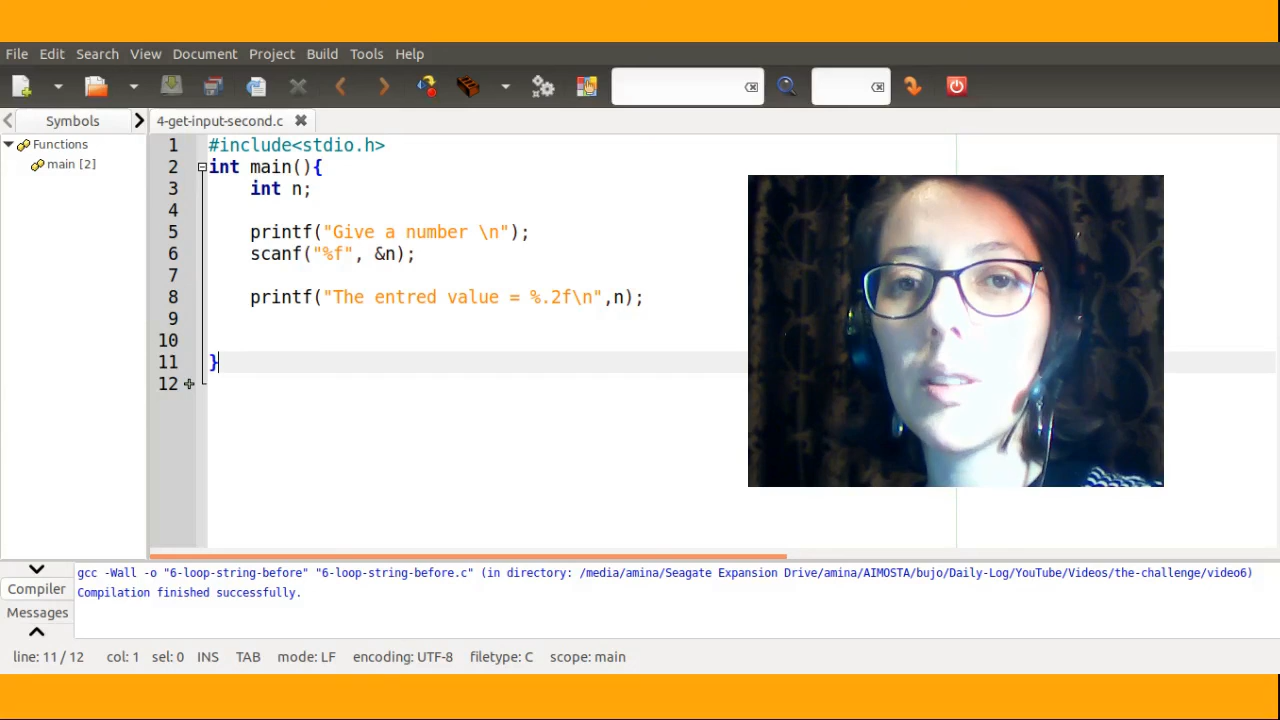 File Edit Search View Document Project Build Tools Help
Symbols
4-get-input-second.c
Functions
main [2]
1 #include<stdio.h>
2 int main(){
3 int n;
4
5 printf("Give a number \n");
6 scanf("%f", &n);
7
8 printf("The entred value = %.2f\n",n);
9
10
11 }
12
Compiler
Messages
gcc -Wall -o "6-loop-string-before" "6-loop-string-before.c" (in directory: /media/amina/Seagate Expansion Drive/amina/AIMOSTA/bujo/Daily-Log/YouTube/Videos/the-challenge/video6)
Compilation finished successfully.
line: 11 / 12 col: 1 sel: 0 INS TAB mode: LF encoding: UTF-8 filetype: C scope: main